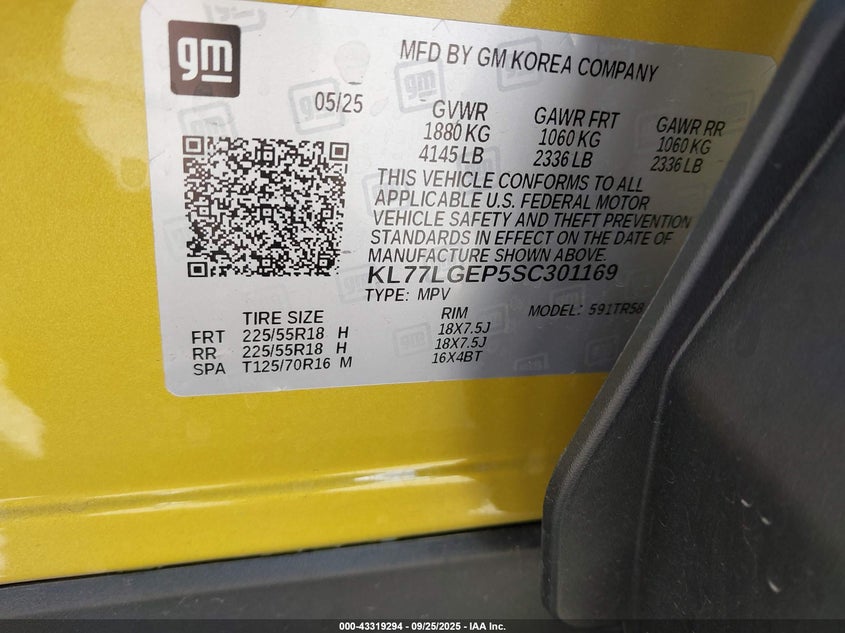 gm
MFD BY GM KOREA COMPANY
05/25
GVWR GAWR FRT GAWR RR
1880 KG 1060 KG 1060 KG
4145 LB 2336 LB 2336 LB
THIS VEHICLE CONFORMS TO ALL
APPLICABLE U.S. FEDERAL MOTOR
VEHICLE SAFETY AND THEFT PREVENTION
STANDARDS IN EFFECT ON THE DATE OF
MANUFACTURE SHOWN ABOVE.
KL77LGEP5SC301169
TYPE: MPV MODEL: 591TR58
TIRE SIZE RIM
FRT 225/55R18 H 18X7.5J
RR 225/55R18 H 18X7.5J
SPA T125/70R16 M 16X4BT
000-43319294 - 09/25/2025 - IAA Inc.